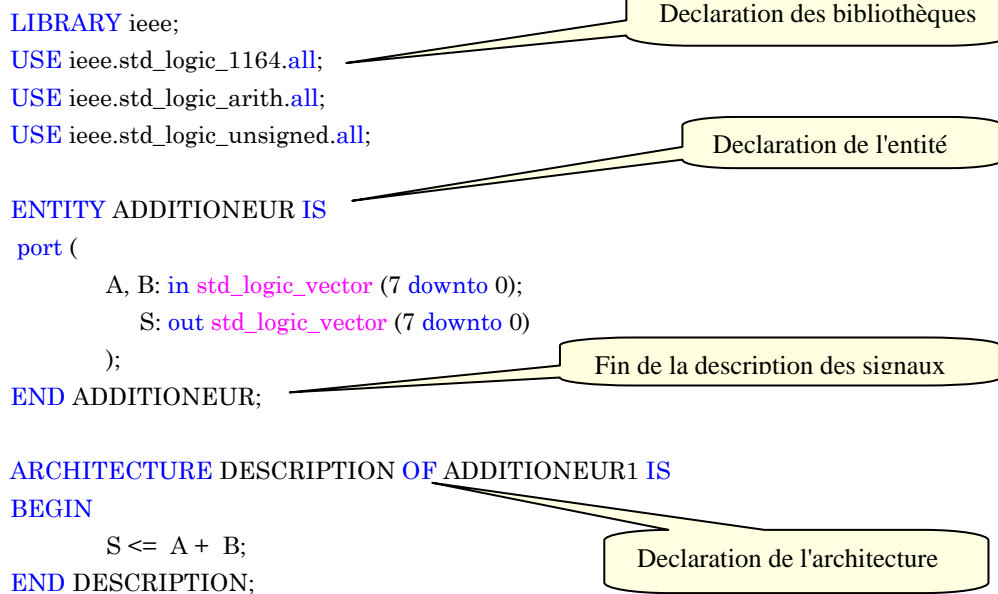 Declaration des bibliothèques
LIBRARY ieee;
USE ieee.std_logic_1164.all;
USE ieee.std_logic_arith.all;
USE ieee.std_logic_unsigned.all;
Declaration de l'entité
ENTITY ADDITIONEUR IS
port (
A, B: in std_logic_vector (7 downto 0);
S: out std_logic_vector (7 downto 0)
);
Fin de la description des signaux
END ADDITIONEUR;
ARCHITECTURE DESCRIPTION OF ADDITIONEUR1 IS
BEGIN
S <= A + B;
Declaration de l'architecture
END DESCRIPTION;